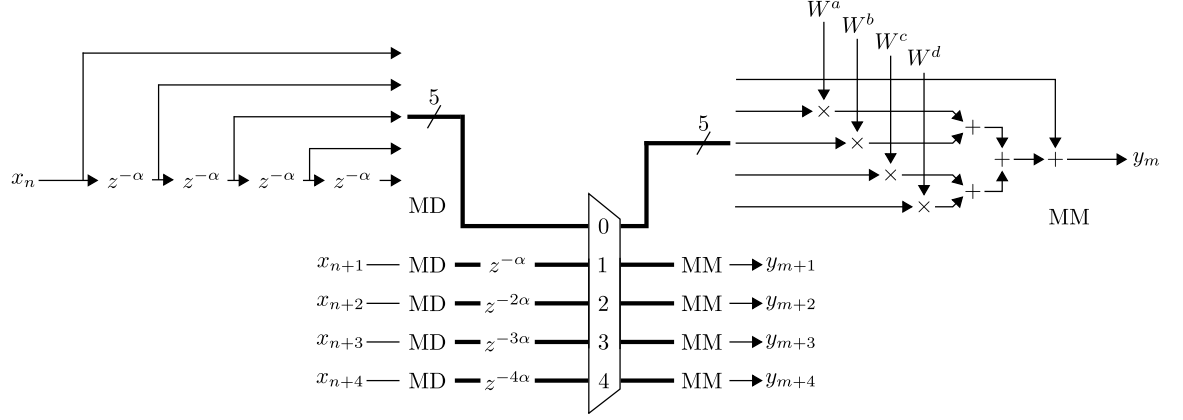 W^a
W^b
W^c
W^d
5
5
x_n z^{-α} z^{-α} z^{-α} z^{-α}
× + × + + y_m
× + ×
MD
MM
0
x_{n+1} MD z^{-α} 1 MM y_{m+1}
x_{n+2} MD z^{-2α} 2 MM y_{m+2}
x_{n+3} MD z^{-3α} 3 MM y_{m+3}
x_{n+4} MD z^{-4α} 4 MM y_{m+4}